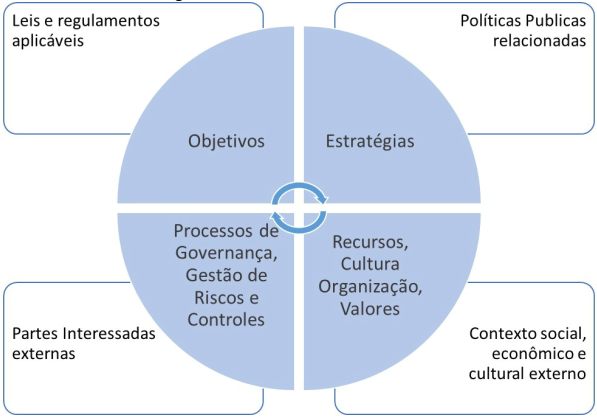 Leis e regulamentos
aplicáveis
Políticas Publicas
relacionadas
Objetivos
Estratégias
Processos de
Governança,
Gestão de
Riscos e
Controles
Recursos,
Cultura
Organização,
Valores
Partes Interessadas
externas
Contexto social,
econômico e
cultural externo